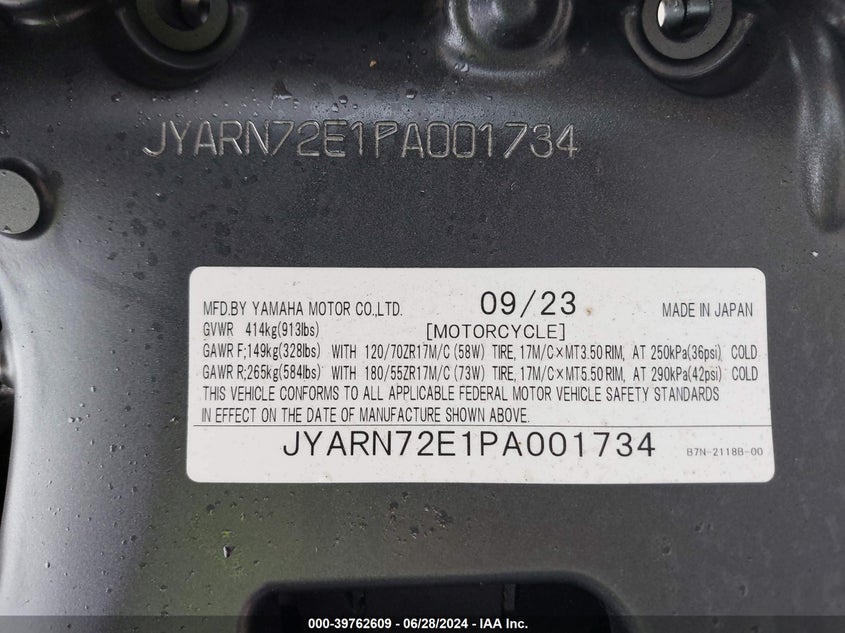 JYARN72E1PA001734
MFD.BY YAMAHA MOTOR CO.,LTD. 09/23 MADE IN JAPAN
GVWR 414kg(913lbs) [MOTORCYCLE]
GAWR F;149kg(328lbs) WITH 120/70ZR17M/C (58W) TIRE, 17M/C×MT3.50 RIM, AT 250kPa(36psi) COLD
GAWR R;265kg(584lbs) WITH 180/55ZR17M/C (73W) TIRE, 17M/C×MT5.50 RIM, AT 290kPa(42psi) COLD
THIS VEHICLE CONFORMS TO ALL APPLICABLE FEDERAL MOTOR VEHICLE SAFETY STANDARDS
IN EFFECT ON THE DATE OF MANUFACTURE SHOWN ABOVE.
JYARN72E1PA001734 B7N-2118B-00
000-39762609 / 06/28/2024 - IAA Inc.